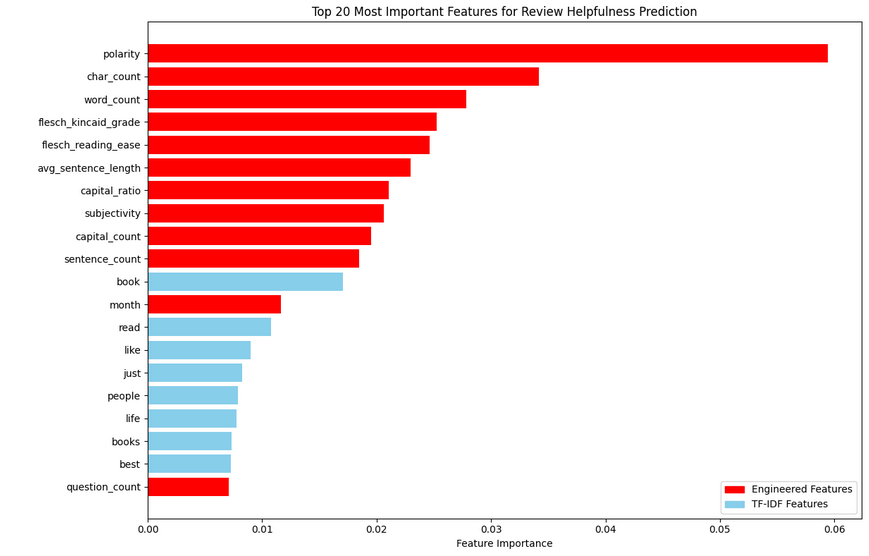 Top 20 Most Important Features for Review Helpfulness Prediction
polarity
char_count
word_count
flesch_kincaid_grade
flesch_reading_ease
avg_sentence_length
capital_ratio
subjectivity
capital_count
sentence_count
book
month
read
like
just
people
life
books
best
question_count
Engineered Features
TF-IDF Features
0.00 0.01 0.02 0.03 0.04 0.05 0.06
Feature Importance